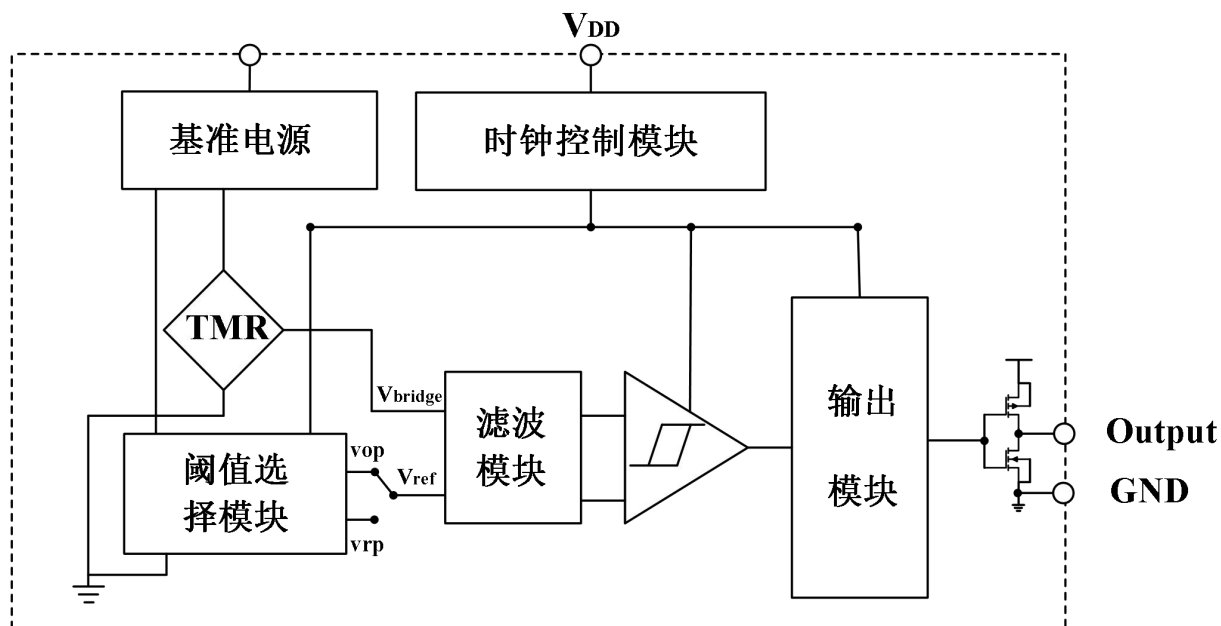 VDD
基准电源
时钟控制模块
TMR
Vbridge
滤波
模块
输出
模块
Output
GND
阈值选
择模块
vop
Vref
vrp